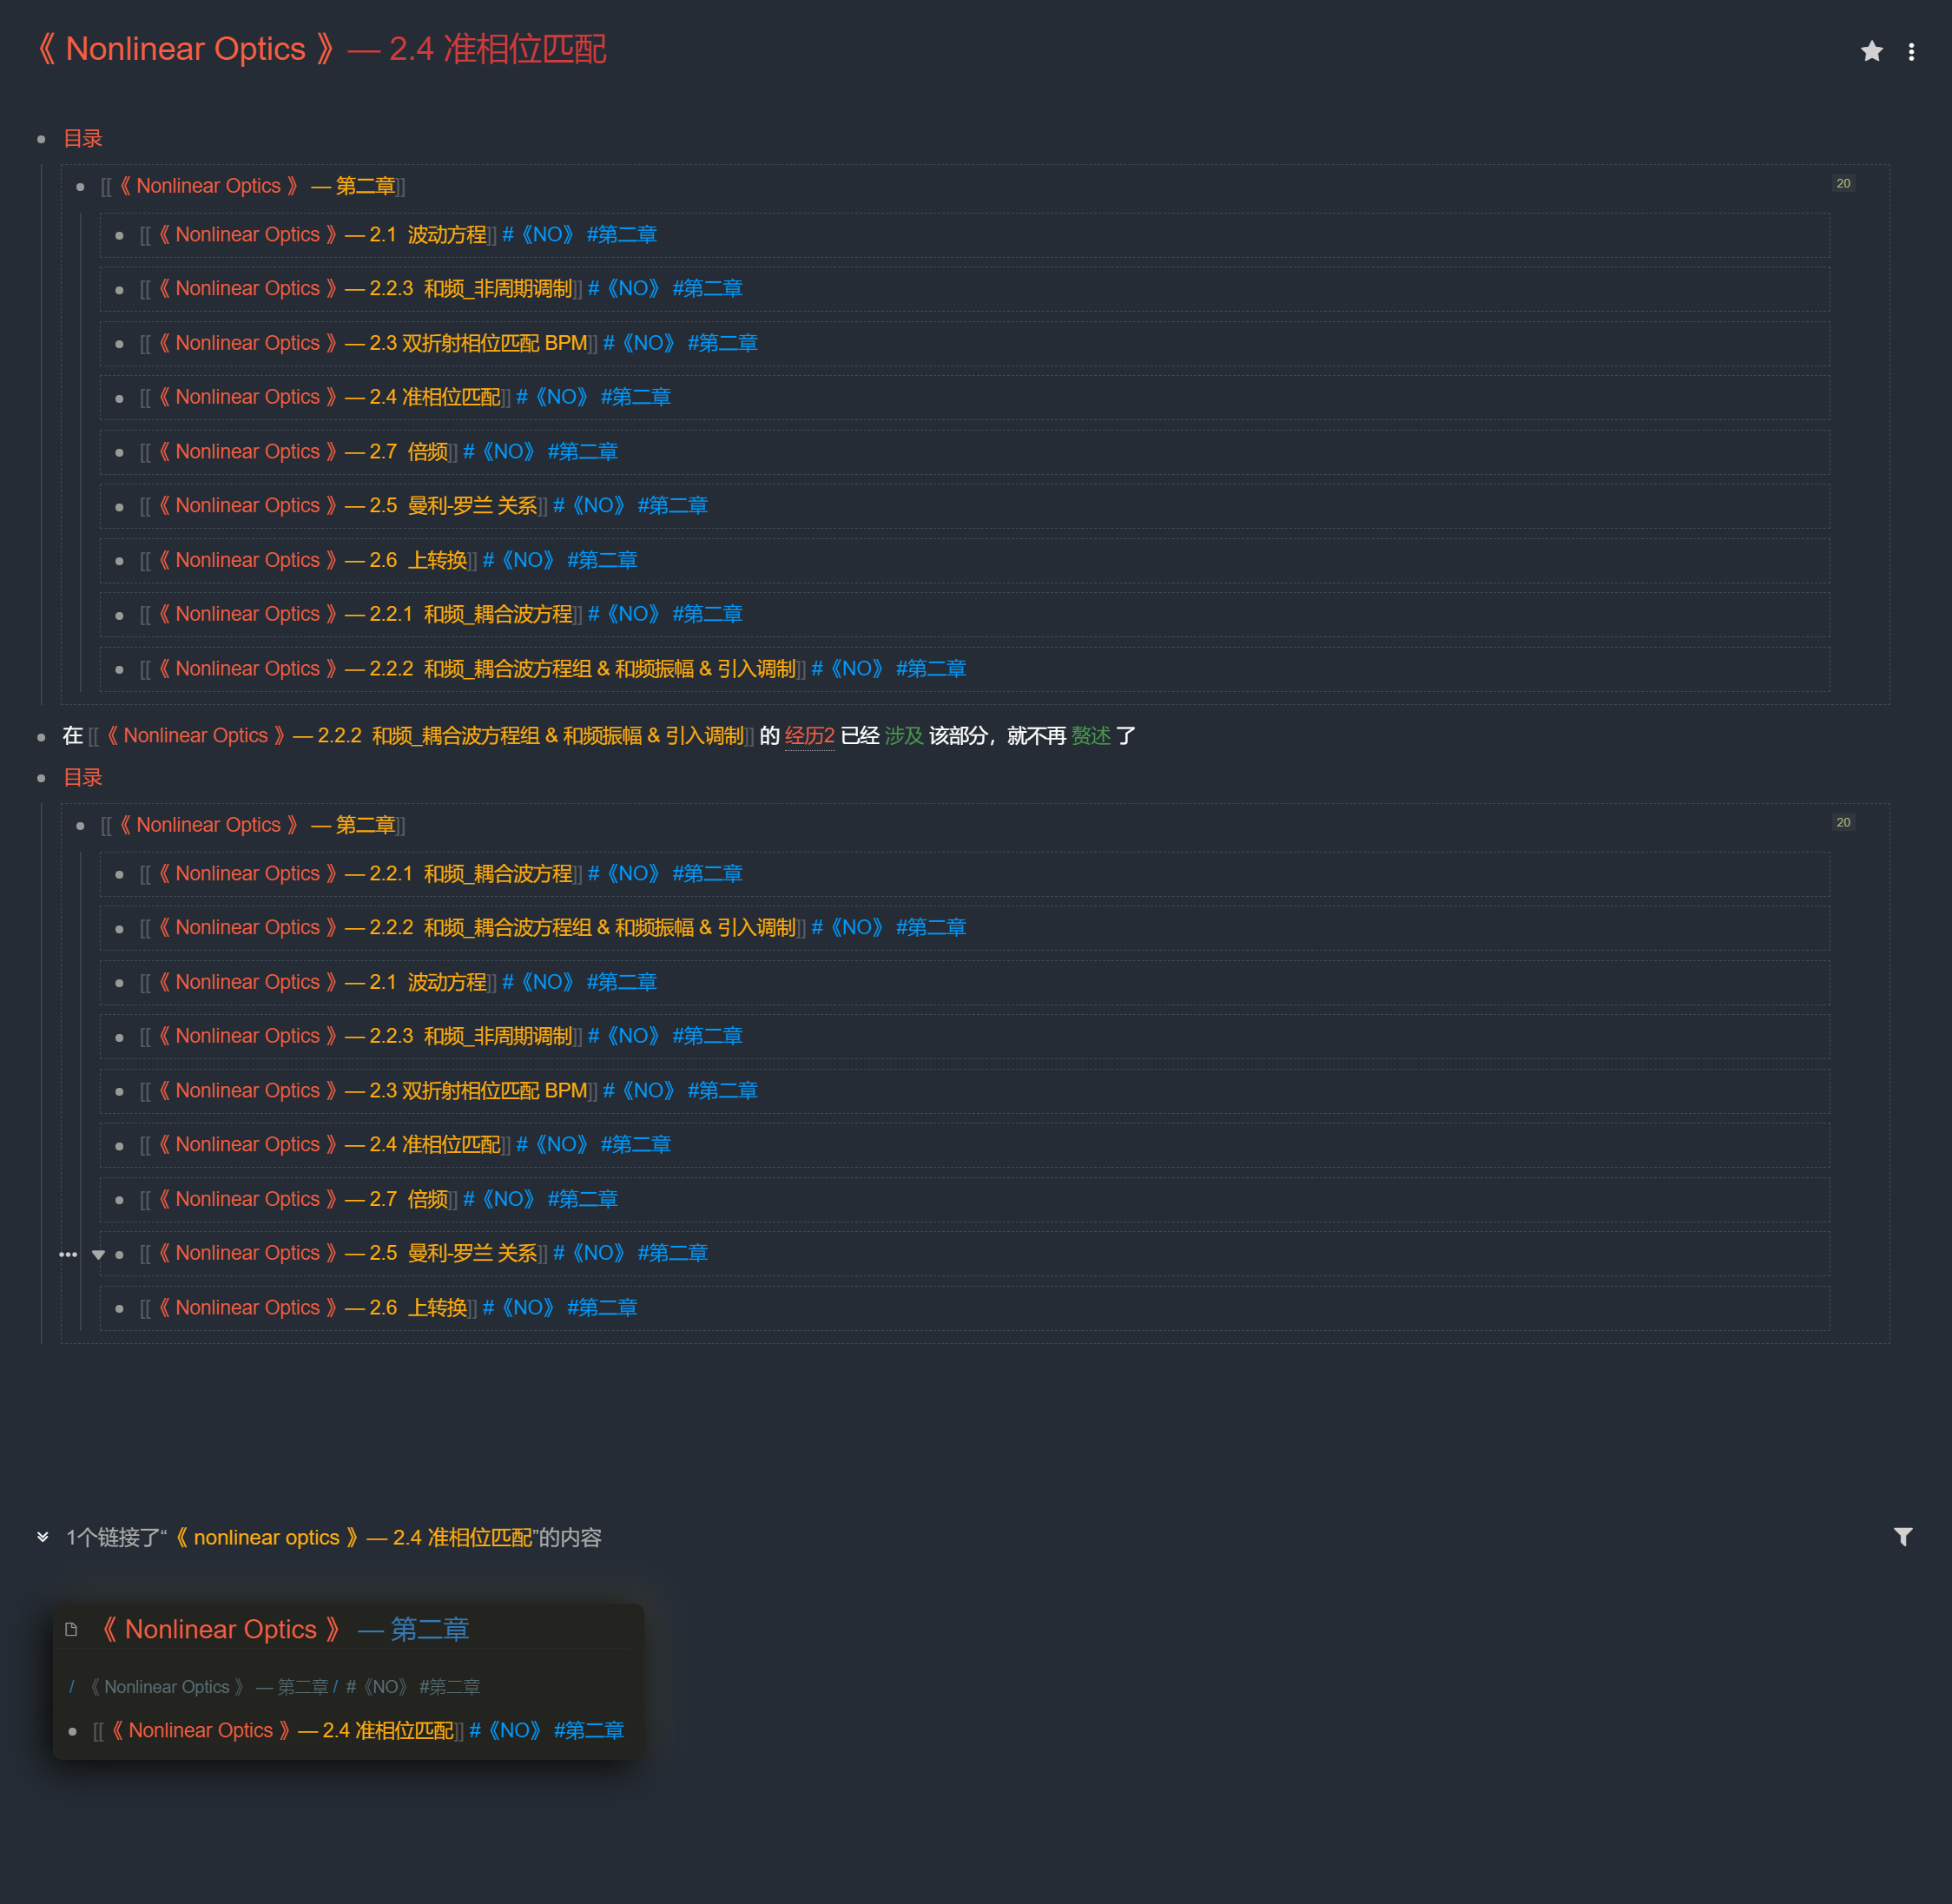 《 Nonlinear Optics 》— 2.4 准相位匹配
目录
[[《 Nonlinear Optics 》 — 第二章]]
20
[[《 Nonlinear Optics 》— 2.1 波动方程]] #《NO》 #第二章
[[《 Nonlinear Optics 》— 2.2.3 和频_非周期调制]] #《NO》 #第二章
[[《 Nonlinear Optics 》— 2.3 双折射相位匹配 BPM]] #《NO》 #第二章
[[《 Nonlinear Optics 》— 2.4 准相位匹配]] #《NO》 #第二章
[[《 Nonlinear Optics 》— 2.7 倍频]] #《NO》 #第二章
[[《 Nonlinear Optics 》— 2.5 曼利-罗兰 关系]] #《NO》 #第二章
[[《 Nonlinear Optics 》— 2.6 上转换]] #《NO》 #第二章
[[《 Nonlinear Optics 》— 2.2.1 和频_耦合波方程]] #《NO》 #第二章
[[《 Nonlinear Optics 》— 2.2.2 和频_耦合波方程组 & 和频振幅 & 引入调制]] #《NO》 #第二章
在 [[《 Nonlinear Optics 》— 2.2.2 和频_耦合波方程组 & 和频振幅 & 引入调制]] 的 经历2 已经 涉及 该部分，就不再 赘述 了
目录
[[《 Nonlinear Optics 》 — 第二章]]
20
[[《 Nonlinear Optics 》— 2.2.1 和频_耦合波方程]] #《NO》 #第二章
[[《 Nonlinear Optics 》— 2.2.2 和频_耦合波方程组 & 和频振幅 & 引入调制]] #《NO》 #第二章
[[《 Nonlinear Optics 》— 2.1 波动方程]] #《NO》 #第二章
[[《 Nonlinear Optics 》— 2.2.3 和频_非周期调制]] #《NO》 #第二章
[[《 Nonlinear Optics 》— 2.3 双折射相位匹配 BPM]] #《NO》 #第二章
[[《 Nonlinear Optics 》— 2.4 准相位匹配]] #《NO》 #第二章
[[《 Nonlinear Optics 》— 2.7 倍频]] #《NO》 #第二章
[[《 Nonlinear Optics 》— 2.5 曼利-罗兰 关系]] #《NO》 #第二章
[[《 Nonlinear Optics 》— 2.6 上转换]] #《NO》 #第二章
1个链接了“《 nonlinear optics 》— 2.4 准相位匹配”的内容
《 Nonlinear Optics 》 — 第二章
/ 《 Nonlinear Optics 》 — 第二章 / #《NO》 #第二章
[[《 Nonlinear Optics 》— 2.4 准相位匹配]] #《NO》 #第二章